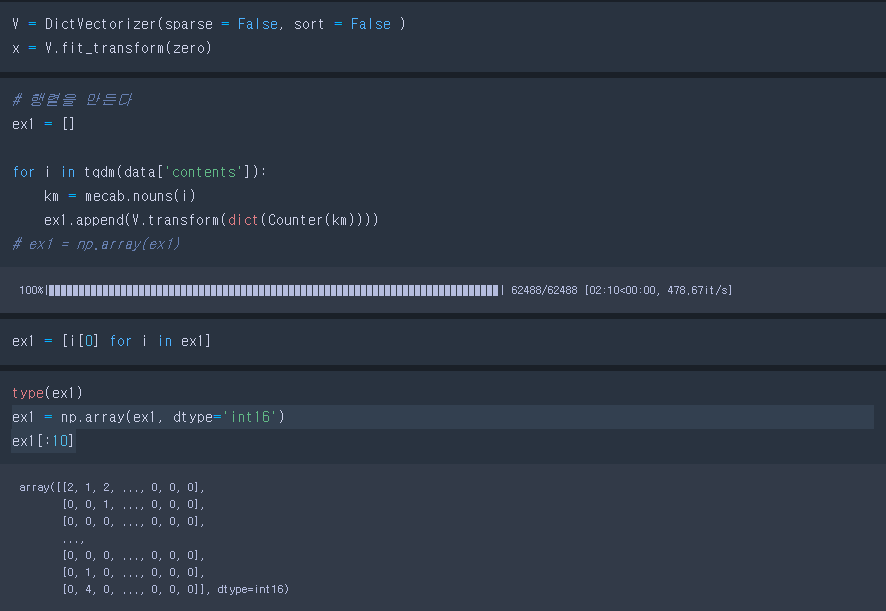 V = DictVectorizer(sparse = False, sort = False )
x = V.fit_transform(zero)
# 행렬을 만든다
ex1 = []
for i in tqdm(data['contents']):
km = mecab.nouns(i)
ex1.append(V.transform(dict(Counter(km))))
# ex1 = np.array(ex1)
100%|██████████| 62488/62488 [02:10<00:00, 478.67it/s]
ex1 = [i[0] for i in ex1]
type(ex1)
ex1 = np.array(ex1, dtype='int16')
ex1[:10]
array([[2, 1, 2, ..., 0, 0, 0],
[0, 0, 1, ..., 0, 0, 0],
[0, 0, 0, ..., 0, 0, 0],
...,
[0, 0, 0, ..., 0, 0, 0],
[0, 1, 0, ..., 0, 0, 0],
[0, 4, 0, ..., 0, 0, 0]], dtype=int16)